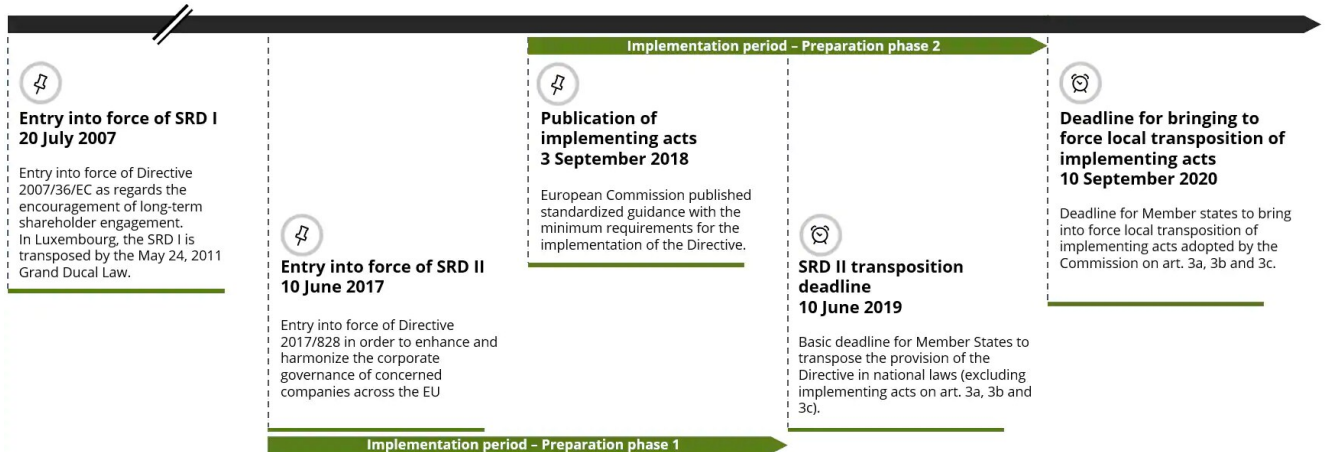 Implementation period – Preparation phase 2
Entry into force of SRD I
20 July 2007
Entry into force of Directive
2007/36/EC as regards the
encouragement of long-term
shareholder engagement.
In Luxembourg, the SRD I is
transposed by the May 24, 2011
Grand Ducal Law.
Entry into force of SRD II
10 June 2017
Entry into force of Directive
2017/828 in order to enhance and
harmonize the corporate
governance of concerned
companies across the EU
Publication of
implementing acts
3 September 2018
European Commission published
standardized guidance with the
minimum requirements for the
implementation of the Directive.
SRD II transposition
deadline
10 June 2019
Basic deadline for Member States to
transpose the provision of the
Directive in national laws (excluding
implementing acts on art. 3a, 3b and
3c).
Deadline for bringing to
force local transposition of
implementing acts
10 September 2020
Deadline for Member states to bring
into force local transposition of
implementing acts adopted by the
Commission on art. 3a, 3b and 3c.
Implementation period – Preparation phase 1